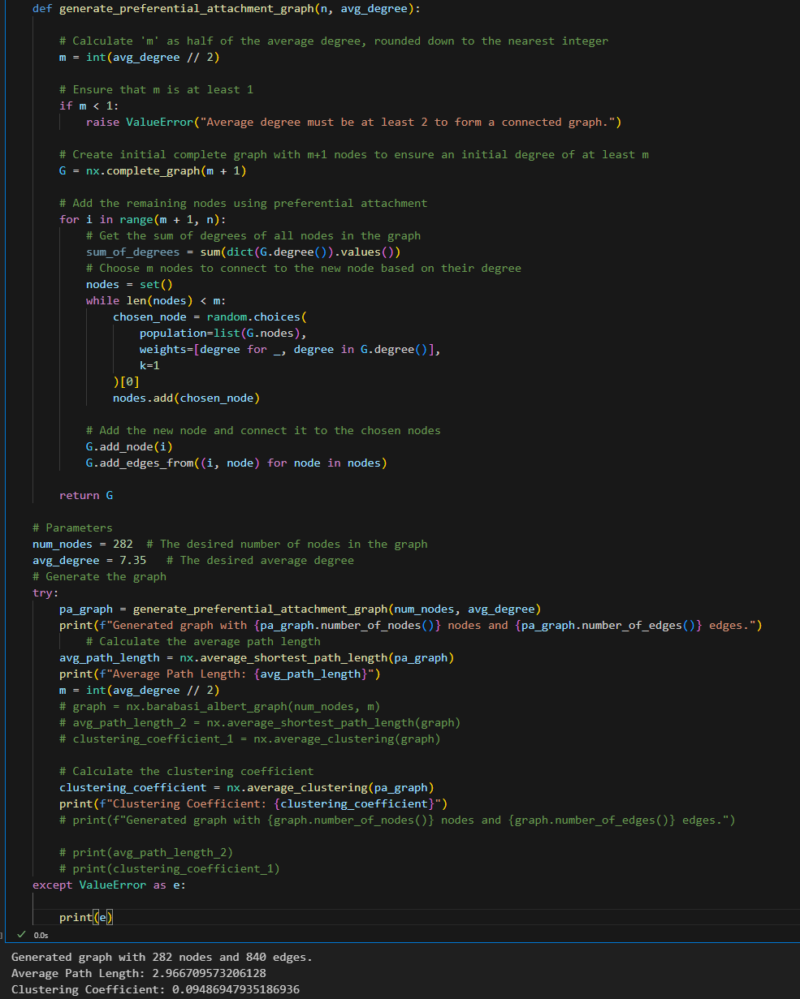 def generate_preferential_attachment_graph(n, avg_degree):
# Calculate 'm' as half of the average degree, rounded down to the nearest integer
m = int(avg_degree // 2)
# Ensure that m is at least 1
if m < 1:
raise ValueError("Average degree must be at least 2 to form a connected graph.")
# Create initial complete graph with m+1 nodes to ensure an initial degree of at least m
G = nx.complete_graph(m + 1)
# Add the remaining nodes using preferential attachment
for i in range(m + 1, n):
# Get the sum of degrees of all nodes in the graph
sum_of_degrees = sum(dict(G.degree()).values())
# Choose m nodes to connect to the new node based on their degree
nodes = set()
while len(nodes) < m:
chosen_node = random.choices(
population=list(G.nodes),
weights=[degree for _, degree in G.degree()],
k=1
)[0]
nodes.add(chosen_node)
# Add the new node and connect it to the chosen nodes
G.add_node(i)
G.add_edges_from((i, node) for node in nodes)
return G
# Parameters
num_nodes = 282  # The desired number of nodes in the graph
avg_degree = 7.35   # The desired average degree
# Generate the graph
try:
pa_graph = generate_preferential_attachment_graph(num_nodes, avg_degree)
print(f"Generated graph with {pa_graph.number_of_nodes()} nodes and {pa_graph.number_of_edges()} edges.")
# Calculate the average path length
avg_path_length = nx.average_shortest_path_length(pa_graph)
print(f"Average Path Length: {avg_path_length}")
m = int(avg_degree // 2)
# graph = nx.barabasi_albert_graph(num_nodes, m)
# avg_path_length_2 = nx.average_shortest_path_length(graph)
# clustering_coefficient_1 = nx.average_clustering(graph)
# Calculate the clustering coefficient
clustering_coefficient = nx.average_clustering(pa_graph)
print(f"Clustering Coefficient: {clustering_coefficient}")
# print(f"Generated graph with {graph.number_of_nodes()} nodes and {graph.number_of_edges()} edges.")
# print(avg_path_length_2)
# print(clustering_coefficient_1)
except ValueError as e:
print(e)
] ✓ 0.0s
Generated graph with 282 nodes and 840 edges.
Average Path Length: 2.966709573206128
Clustering Coefficient: 0.09486947935186936